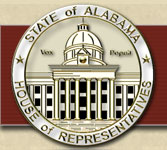 STATE of ALABAMA
Vox Populi
HOUSE of REPRESENTATIVES